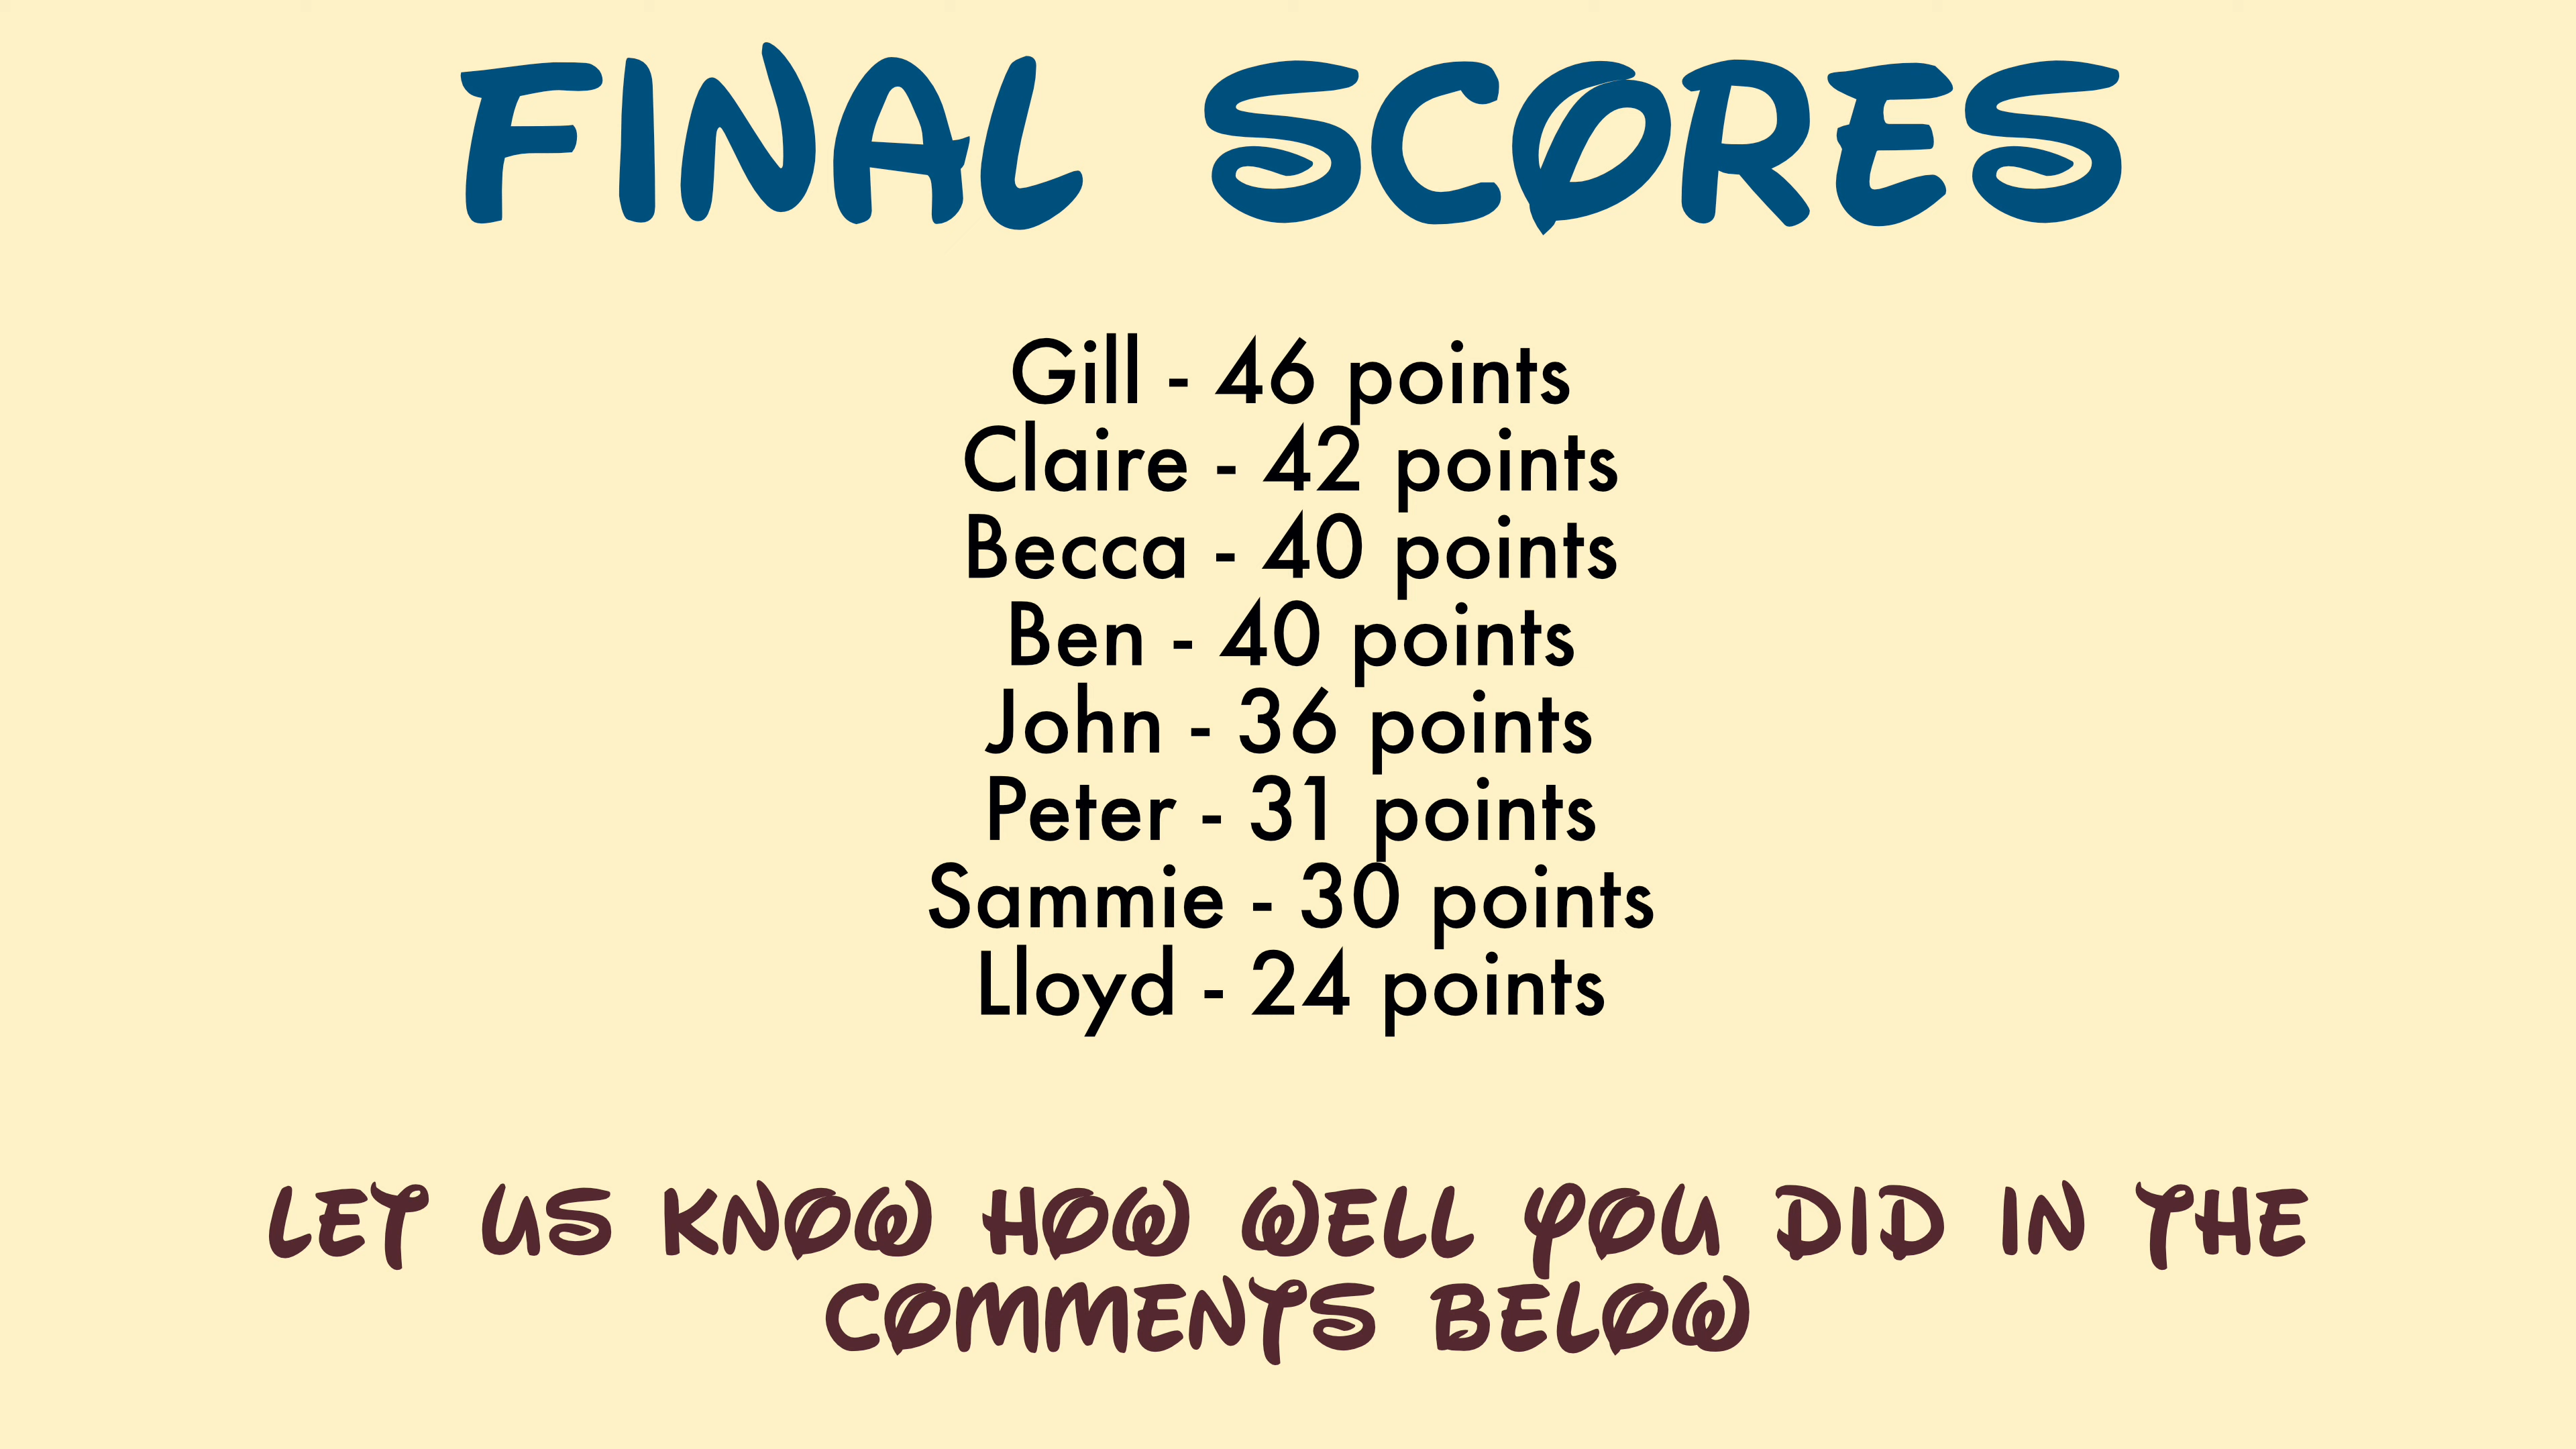 FINAL SCORES
Gill - 46 points
Claire - 42 points
Becca - 40 points
Ben - 40 points
John - 36 points
Peter - 31 points
Sammie - 30 points
Lloyd - 24 points
LET US KNOW HOW WELL YOU DID IN THE
COMMENTS BELOW